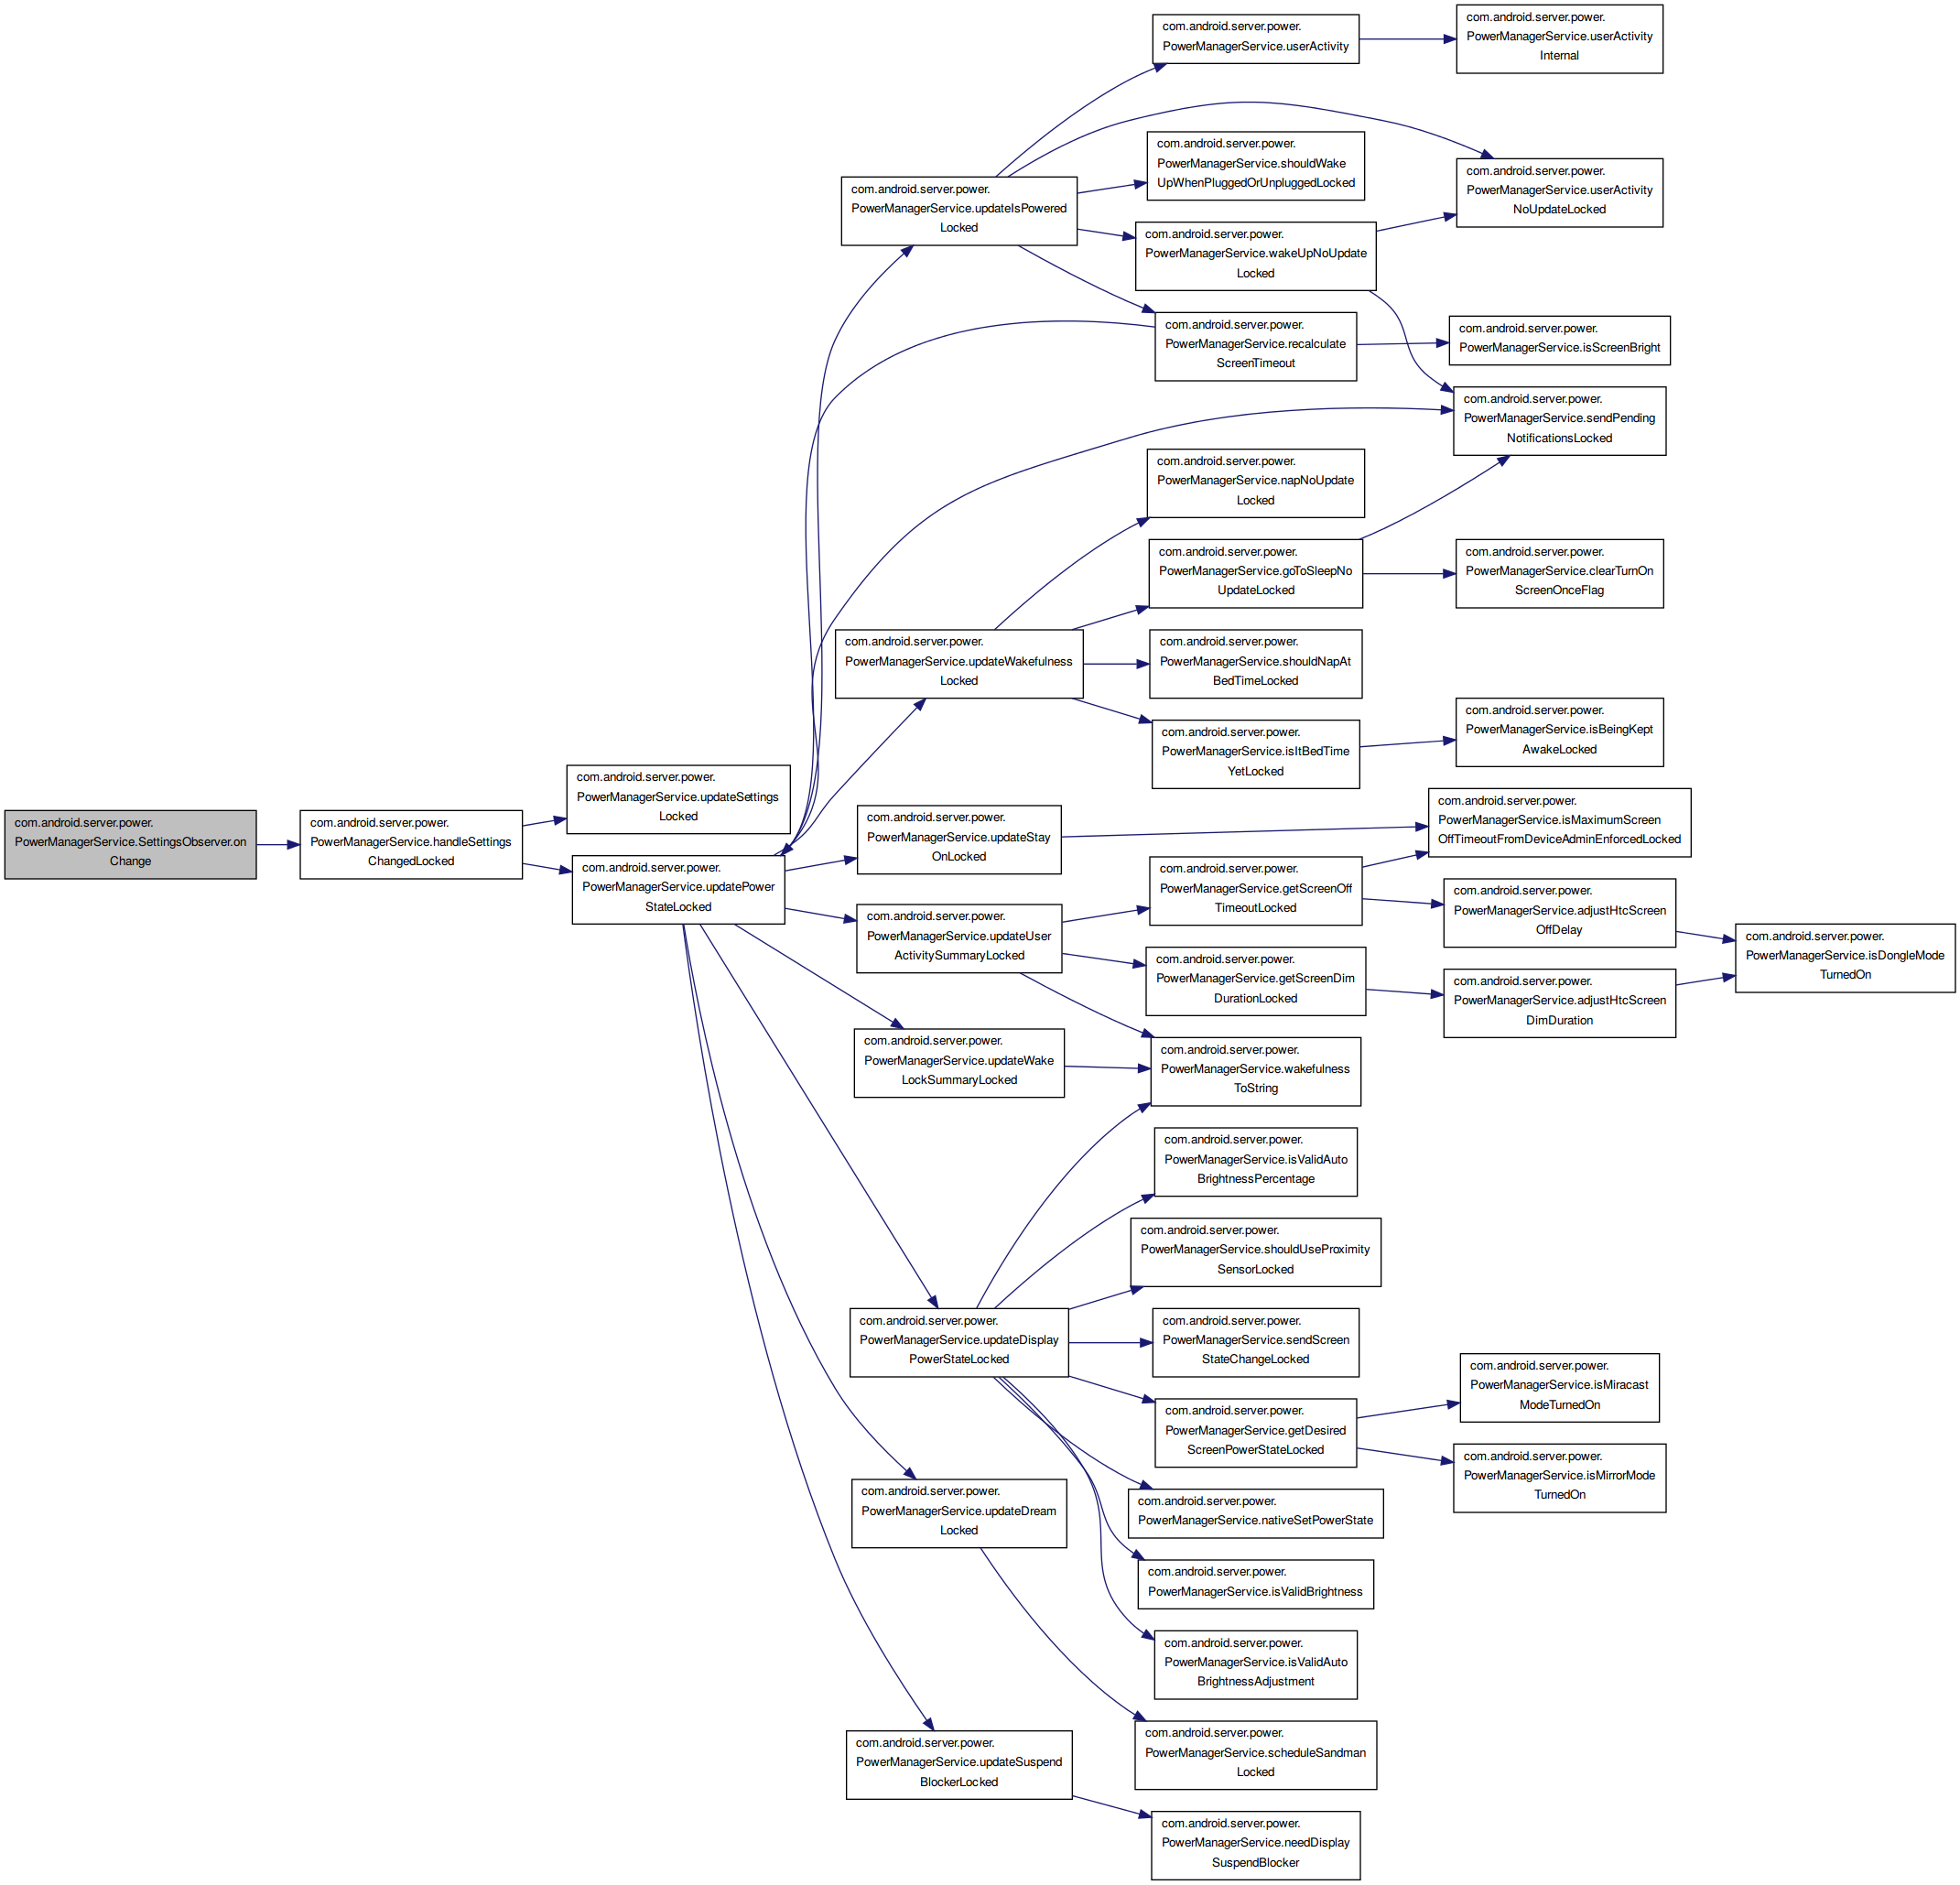 com.android.server.power.
PowerManagerService.SettingsObserver.on
Change
com.android.server.power.
PowerManagerService.handleSettings
ChangedLocked
com.android.server.power.
PowerManagerService.updateSettings
Locked
com.android.server.power.
PowerManagerService.updatePower
StateLocked
com.android.server.power.
PowerManagerService.updateIsPowered
Locked
com.android.server.power.
PowerManagerService.updateWakefulness
Locked
com.android.server.power.
PowerManagerService.updateStay
OnLocked
com.android.server.power.
PowerManagerService.updateUser
ActivitySummaryLocked
com.android.server.power.
PowerManagerService.updateWake
LockSummaryLocked
com.android.server.power.
PowerManagerService.updateDisplay
PowerStateLocked
com.android.server.power.
PowerManagerService.updateDream
Locked
com.android.server.power.
PowerManagerService.updateSuspend
BlockerLocked
com.android.server.power.
PowerManagerService.userActivity
com.android.server.power.
PowerManagerService.shouldWake
UpWhenPluggedOrUnpluggedLocked
com.android.server.power.
PowerManagerService.wakeUpNoUpdate
Locked
com.android.server.power.
PowerManagerService.recalculate
ScreenTimeout
com.android.server.power.
PowerManagerService.napNoUpdate
Locked
com.android.server.power.
PowerManagerService.goToSleepNo
UpdateLocked
com.android.server.power.
PowerManagerService.shouldNapAt
BedTimeLocked
com.android.server.power.
PowerManagerService.isItBedTime
YetLocked
com.android.server.power.
PowerManagerService.getScreenOff
TimeoutLocked
com.android.server.power.
PowerManagerService.getScreenDim
DurationLocked
com.android.server.power.
PowerManagerService.wakefulness
ToString
com.android.server.power.
PowerManagerService.isValidAuto
BrightnessPercentage
com.android.server.power.
PowerManagerService.shouldUseProximity
SensorLocked
com.android.server.power.
PowerManagerService.sendScreen
StateChangeLocked
com.android.server.power.
PowerManagerService.getDesired
ScreenPowerStateLocked
com.android.server.power.
PowerManagerService.nativeSetPowerState
com.android.server.power.
PowerManagerService.isValidBrightness
com.android.server.power.
PowerManagerService.isValidAuto
BrightnessAdjustment
com.android.server.power.
PowerManagerService.scheduleSandman
Locked
com.android.server.power.
PowerManagerService.needDisplay
SuspendBlocker
com.android.server.power.
PowerManagerService.userActivity
Internal
com.android.server.power.
PowerManagerService.userActivity
NoUpdateLocked
com.android.server.power.
PowerManagerService.isScreenBright
com.android.server.power.
PowerManagerService.sendPending
NotificationsLocked
com.android.server.power.
PowerManagerService.clearTurnOn
ScreenOnceFlag
com.android.server.power.
PowerManagerService.isBeingKept
AwakeLocked
com.android.server.power.
PowerManagerService.isMaximumScreen
OffTimeoutFromDeviceAdminEnforcedLocked
com.android.server.power.
PowerManagerService.adjustHtcScreen
OffDelay
com.android.server.power.
PowerManagerService.adjustHtcScreen
DimDuration
com.android.server.power.
PowerManagerService.isMiracast
ModeTurnedOn
com.android.server.power.
PowerManagerService.isMirrorMode
TurnedOn
com.android.server.power.
PowerManagerService.isDongleMode
TurnedOn